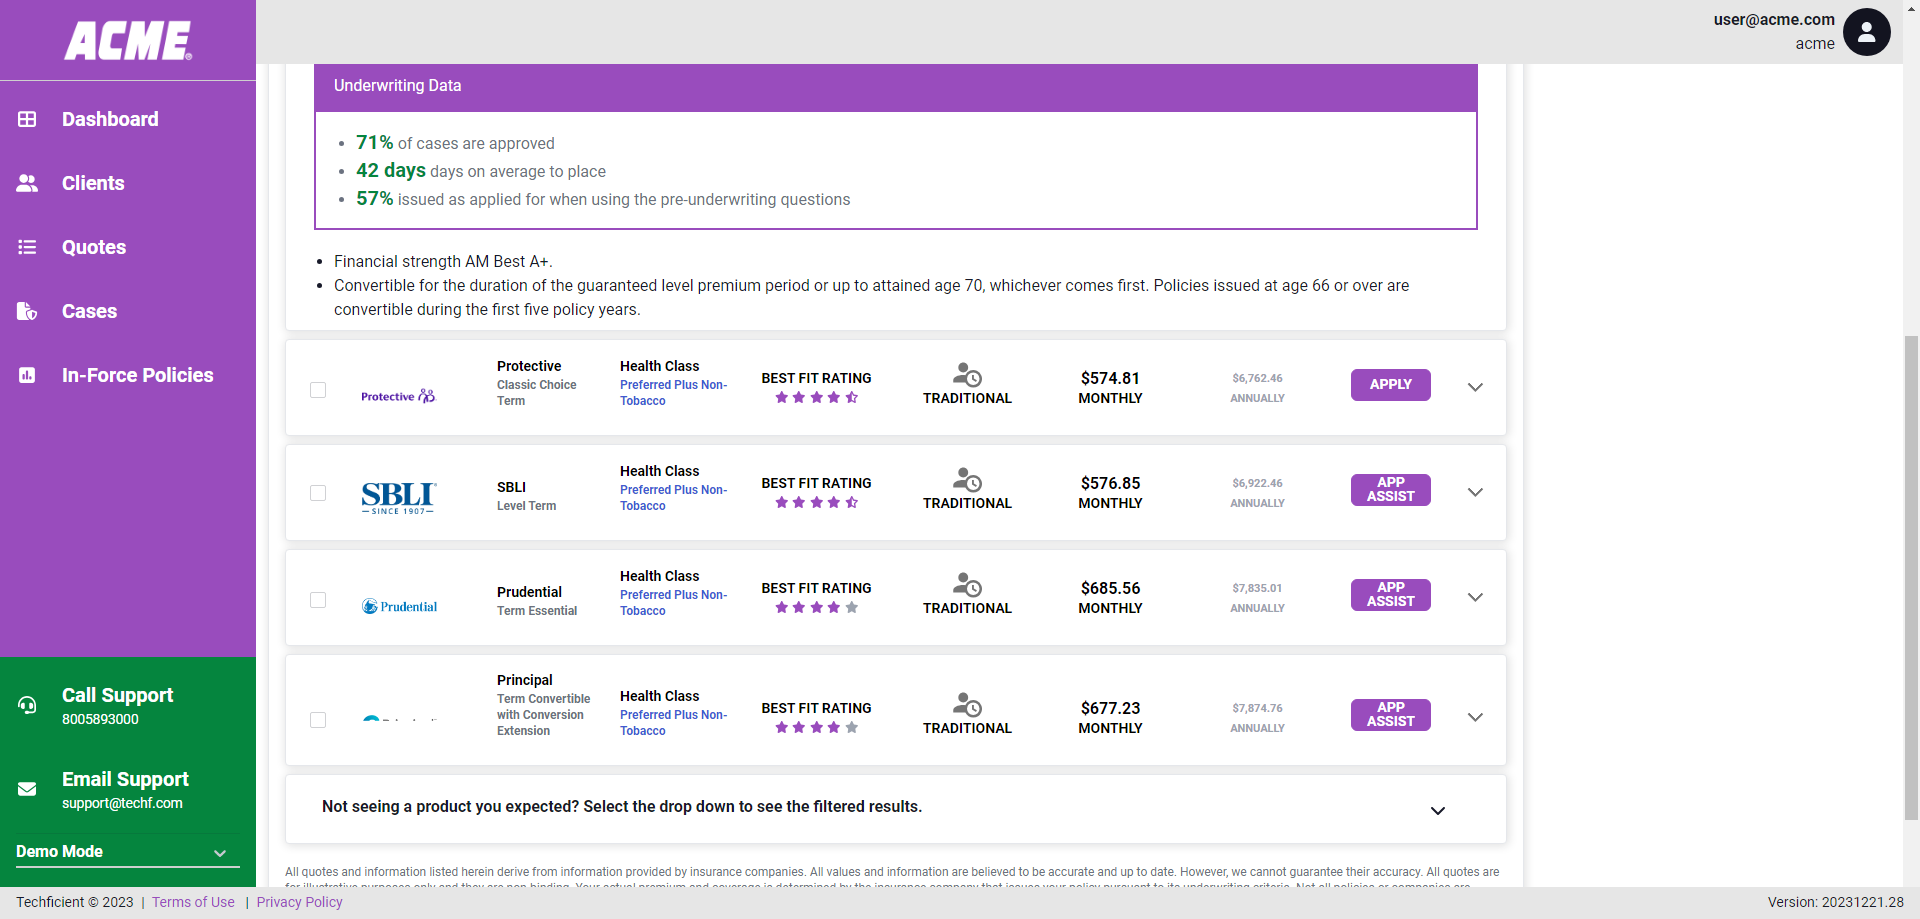 ACME
user@acme.com
acme
Dashboard
Clients
Quotes
Cases
In-Force Policies
Call Support
8005893000
Email Support
support@techf.com
Demo Mode
Underwriting Data
71% of cases are approved
42 days days on average to place
57% issued as applied for when using the pre-underwriting questions
Financial strength AM Best A+.
Convertible for the duration of the guaranteed level premium period or up to attained age 70, whichever comes first. Policies issued at age 66 or over are
convertible during the first five policy years.
Protective
Protective
Classic Choice
Term
Health Class
Preferred Plus Non-
Tobacco
BEST FIT RATING
TRADITIONAL
$574.81
MONTHLY
$6,762.46
ANNUALLY
APPLY
SBLI
SINCE 1907
SBLI
Level Term
Health Class
Preferred Plus Non-
Tobacco
BEST FIT RATING
TRADITIONAL
$576.85
MONTHLY
$6,922.46
ANNUALLY
APP
ASSIST
Prudential
Prudential
Term Essential
Health Class
Preferred Plus Non-
Tobacco
BEST FIT RATING
TRADITIONAL
$685.56
MONTHLY
$7,835.01
ANNUALLY
APP
ASSIST
Principal
Term Convertible
with Conversion
Extension
Health Class
Preferred Plus Non-
Tobacco
BEST FIT RATING
TRADITIONAL
$677.23
MONTHLY
$7,874.76
ANNUALLY
APP
ASSIST
Not seeing a product you expected? Select the drop down to see the filtered results.
All quotes and information listed herein derive from information provided by insurance companies. All values and information are believed to be accurate and up to date. However, we cannot guarantee their accuracy. All quotes are
Techficient © 2023 | Terms of Use | Privacy Policy
Version: 20231221.28